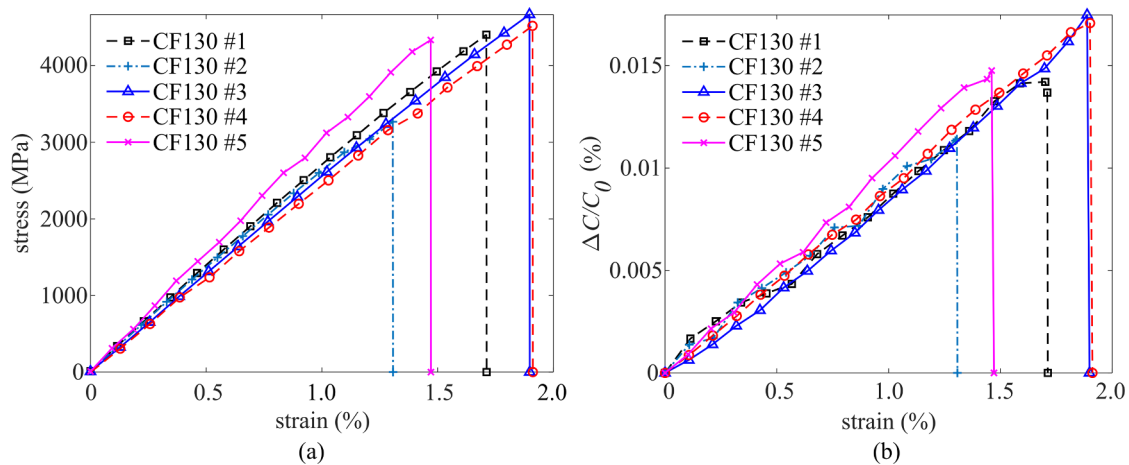 CF130 #1
CF130 #2
CF130 #3
CF130 #4
CF130 #5
4000
3000
2000
1000
0
stress (MPa)
0
0.5
1.0
1.5
2.0
strain (%)
(a)
CF130 #1
CF130 #2
CF130 #3
CF130 #4
CF130 #5
0.015
0.010
0.005
0
ΔC/C₀ (%)
0
0.5
1.0
1.5
2.0
strain (%)
(b)